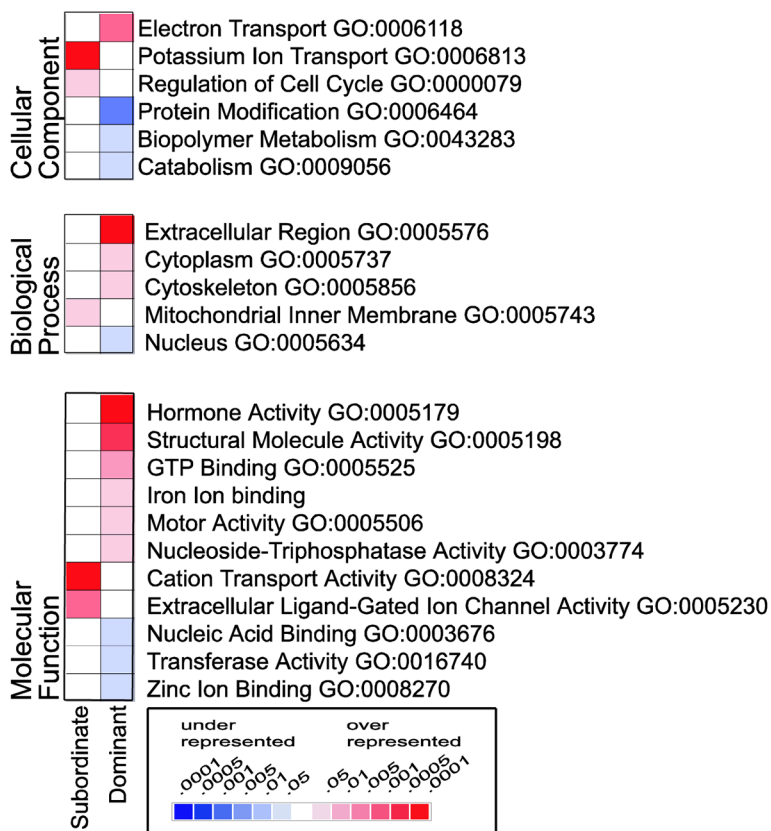 Cellular
Component
Electron Transport GO:0006118
Potassium Ion Transport GO:0006813
Regulation of Cell Cycle GO:0000079
Protein Modification GO:0006464
Biopolymer Metabolism GO:0043283
Catabolism GO:0009056
Biological
Process
Extracellular Region GO:0005576
Cytoplasm GO:0005737
Cytoskeleton GO:0005856
Mitochondrial Inner Membrane GO:0005743
Nucleus GO:0005634
Molecular
Function
Hormone Activity GO:0005179
Structural Molecule Activity GO:0005198
GTP Binding GO:0005525
Iron Ion binding
Motor Activity GO:0005506
Nucleoside-Triphosphatase Activity GO:0003774
Cation Transport Activity GO:0008324
Extracellular Ligand-Gated Ion Channel Activity GO:0005230
Nucleic Acid Binding GO:0003676
Transferase Activity GO:0016740
Zinc Ion Binding GO:0008270
Subordinate
Dominant
under
represented
over
represented
.0001
.0005
.001
.005
.01
.05
.05
.01
.005
.001
.0005
.0001